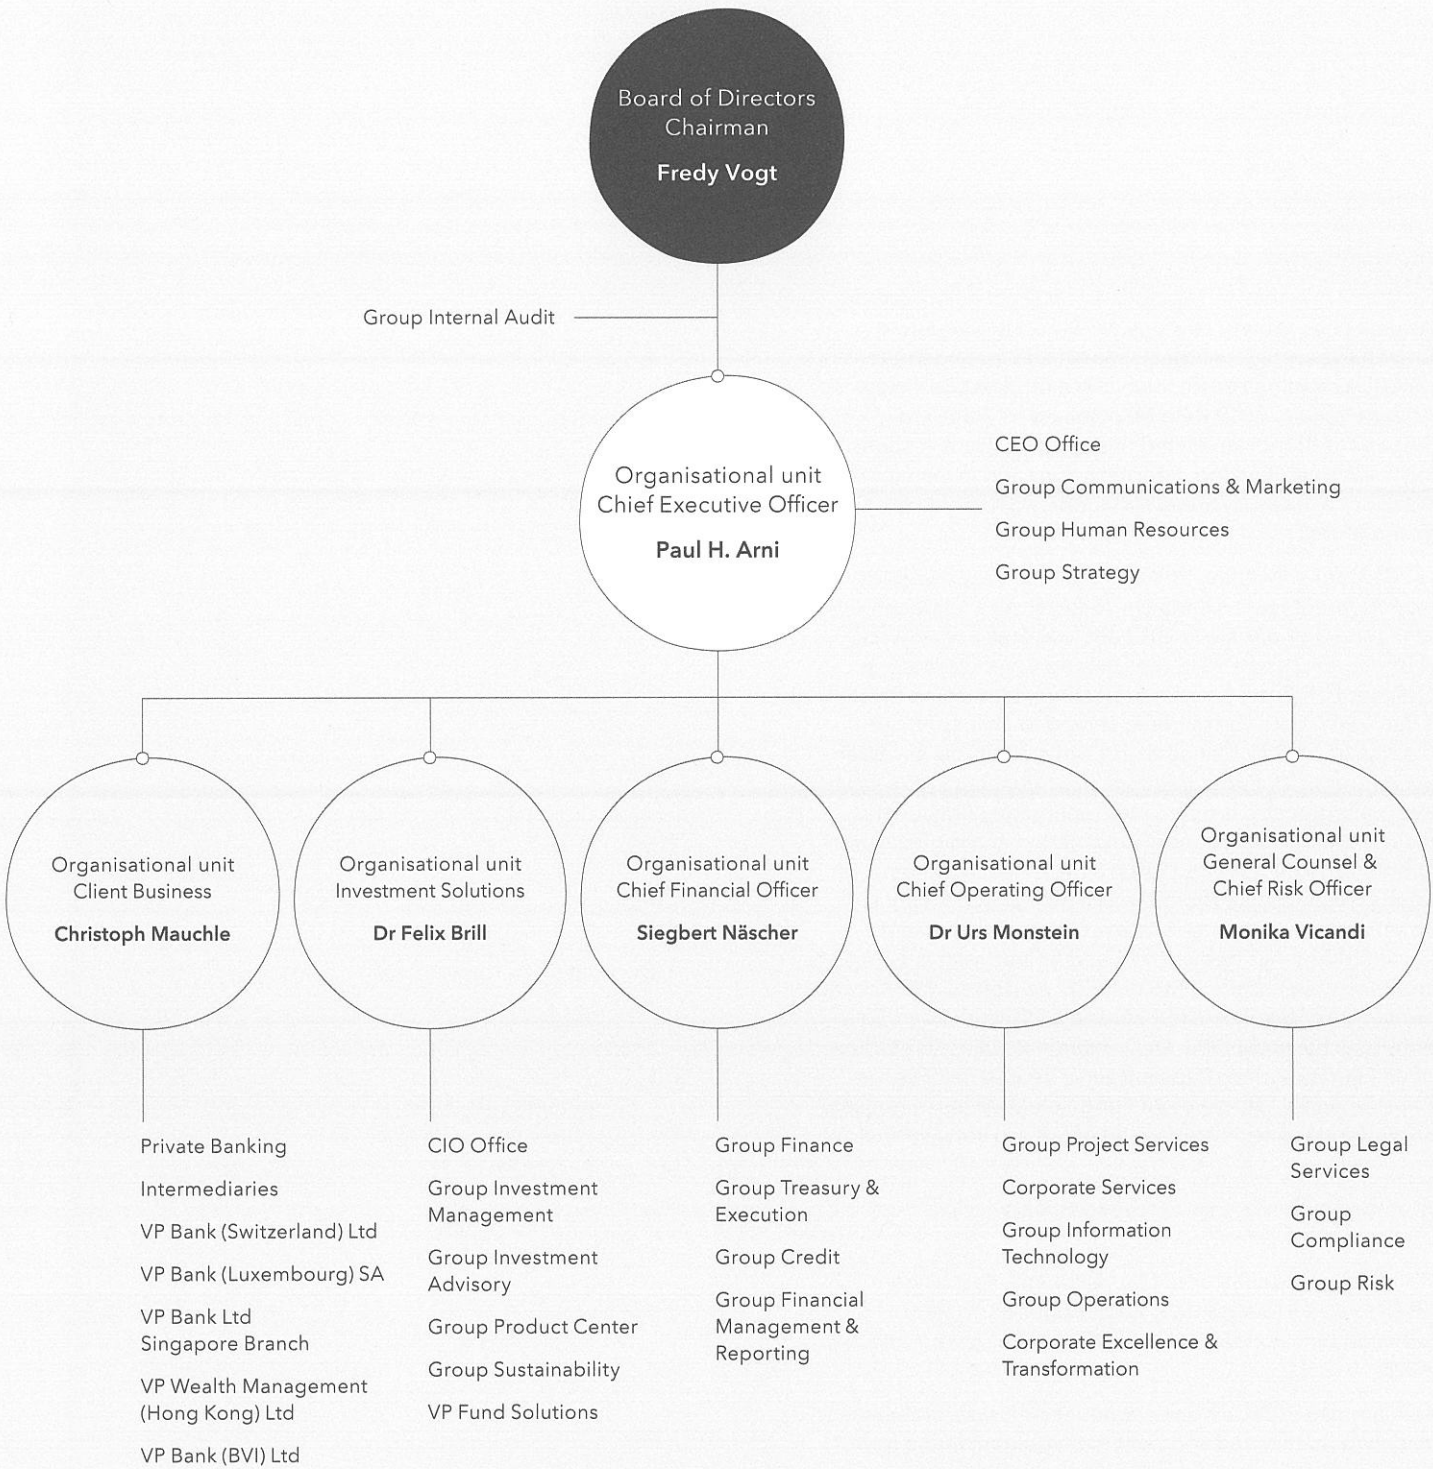 Board of Directors
Chairman
Fredy Vogt
Group Internal Audit
Organisational unit
Chief Executive Officer
Paul H. Arni
CEO Office
Group Communications & Marketing
Group Human Resources
Group Strategy
Organisational unit
Client Business
Christoph Mauchle
Organisational unit
Investment Solutions
Dr Felix Brill
Organisational unit
Chief Financial Officer
Siegbert Näscher
Organisational unit
Chief Operating Officer
Dr Urs Monstein
Organisational unit
General Counsel &
Chief Risk Officer
Monika Vicandi
Private Banking
Intermediaries
VP Bank (Switzerland) Ltd
VP Bank (Luxembourg) SA
VP Bank Ltd
Singapore Branch
VP Wealth Management
(Hong Kong) Ltd
VP Bank (BVI) Ltd
CIO Office
Group Investment
Management
Group Investment
Advisory
Group Product Center
Group Sustainability
VP Fund Solutions
Group Finance
Group Treasury &
Execution
Group Credit
Group Financial
Management &
Reporting
Group Project Services
Corporate Services
Group Information
Technology
Group Operations
Corporate Excellence &
Transformation
Group Legal
Services
Group
Compliance
Group Risk